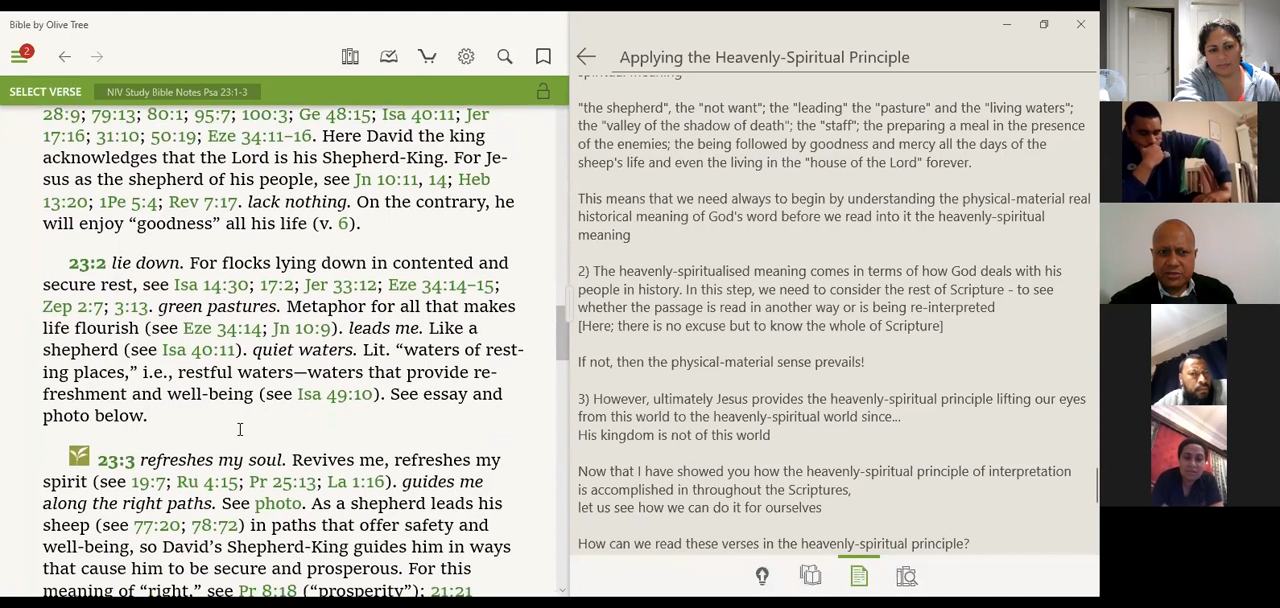 Bible by Olive Tree
2
SELECT VERSE
NIV Study Bible Notes Psa 23:1-3
28:9; 79:13; 80:1; 95:7; 100:3; Ge 48:15; Isa 40:11; Jer
17:16; 31:10; 50:19; Eze 34:11–16. Here David the king
acknowledges that the Lord is his Shepherd-King. For Je-
sus as the shepherd of his people, see Jn 10:11, 14; Heb
13:20; 1Pe 5:4; Rev 7:17. lack nothing. On the contrary, he
will enjoy “goodness” all his life (v. 6).
23:2 lie down. For flocks lying down in contented and
secure rest, see Isa 14:30; 17:2; Jer 33:12; Eze 34:14–15;
Zep 2:7; 3:13. green pastures. Metaphor for all that makes
life flourish (see Eze 34:14; Jn 10:9). leads me. Like a
shepherd (see Isa 40:11). quiet waters. Lit. “waters of rest-
ing places,” i.e., restful waters—waters that provide re-
freshment and well-being (see Isa 49:10). See essay and
photo below.
23:3 refreshes my soul. Revives me, refreshes my
spirit (see 19:7; Ru 4:15; Pr 25:13; La 1:16). guides me
along the right paths. See photo. As a shepherd leads his
sheep (see 77:20; 78:72) in paths that offer safety and
well-being, so David’s Shepherd-King guides him in ways
that cause him to be secure and prosperous. For this
meaning of “right,” see Pr 8:18 (“prosperity”); 21:21
Applying the Heavenly-Spiritual Principle
spiritual meaning
"the shepherd", the "not want"; the "leading" the "pasture" and the "living waters";
the "valley of the shadow of death"; the "staff"; the preparing a meal in the presence
of the enemies; the being followed by goodness and mercy all the days of the
sheep's life and even the living in the "house of the Lord" forever.
This means that we need always to begin by understanding the physical-material real
historical meaning of God's word before we read into it the heavenly-spiritual
meaning
2) The heavenly-spiritualised meaning comes in terms of how God deals with his
people in history. In this step, we need to consider the rest of Scripture - to see
whether the passage is read in another way or is being re-interpreted
[Here; there is no excuse but to know the whole of Scripture]
If not, then the physical-material sense prevails!
3) However, ultimately Jesus provides the heavenly-spiritual principle lifting our eyes
from this world to the heavenly-spiritual world since...
His kingdom is not of this world
Now that I have showed you how the heavenly-spiritual principle of interpretation
is accomplished in throughout the Scriptures,
let us see how we can do it for ourselves
How can we read these verses in the heavenly-spiritual principle?